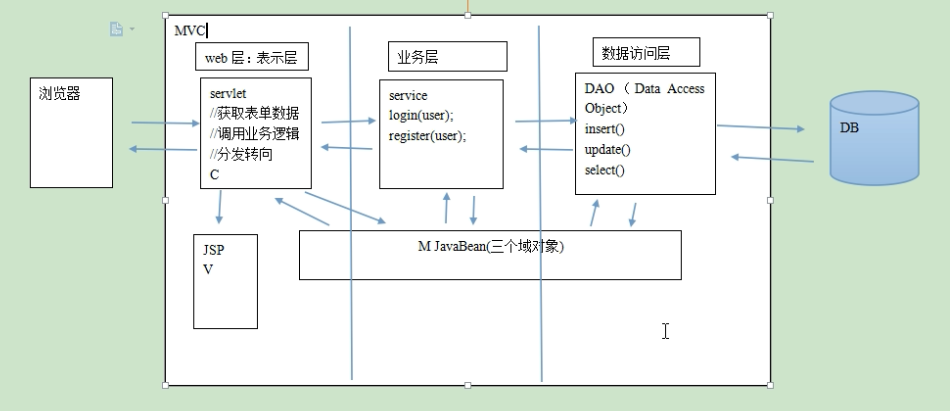 MVC
web 层：表示层
业务层
数据访问层
浏览器
servlet
//获取表单数据
//调用业务逻辑
//分发转向
C
service
login(user);
register(user);
DAO（Data Access
Object）
insert()
update()
select()
DB
JSP
V
M JavaBean(三个域对象)